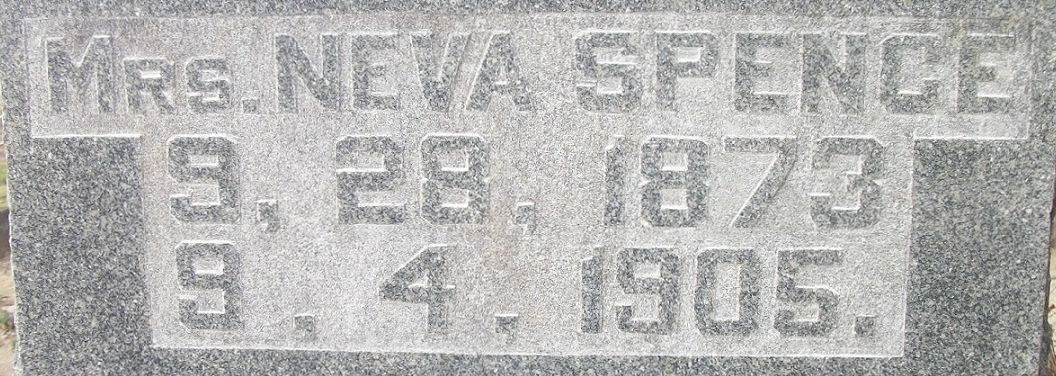 Mrs. NEVA SPENCE
9, 28, 1873
9, 4, 1905.